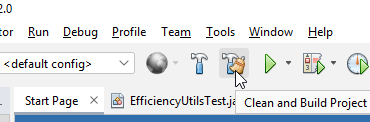 2.0
tor Run Debug Profile Team Tools Window Help
<default config>
Start Page EfficiencyUtilsTest.ja
Clean and Build Project